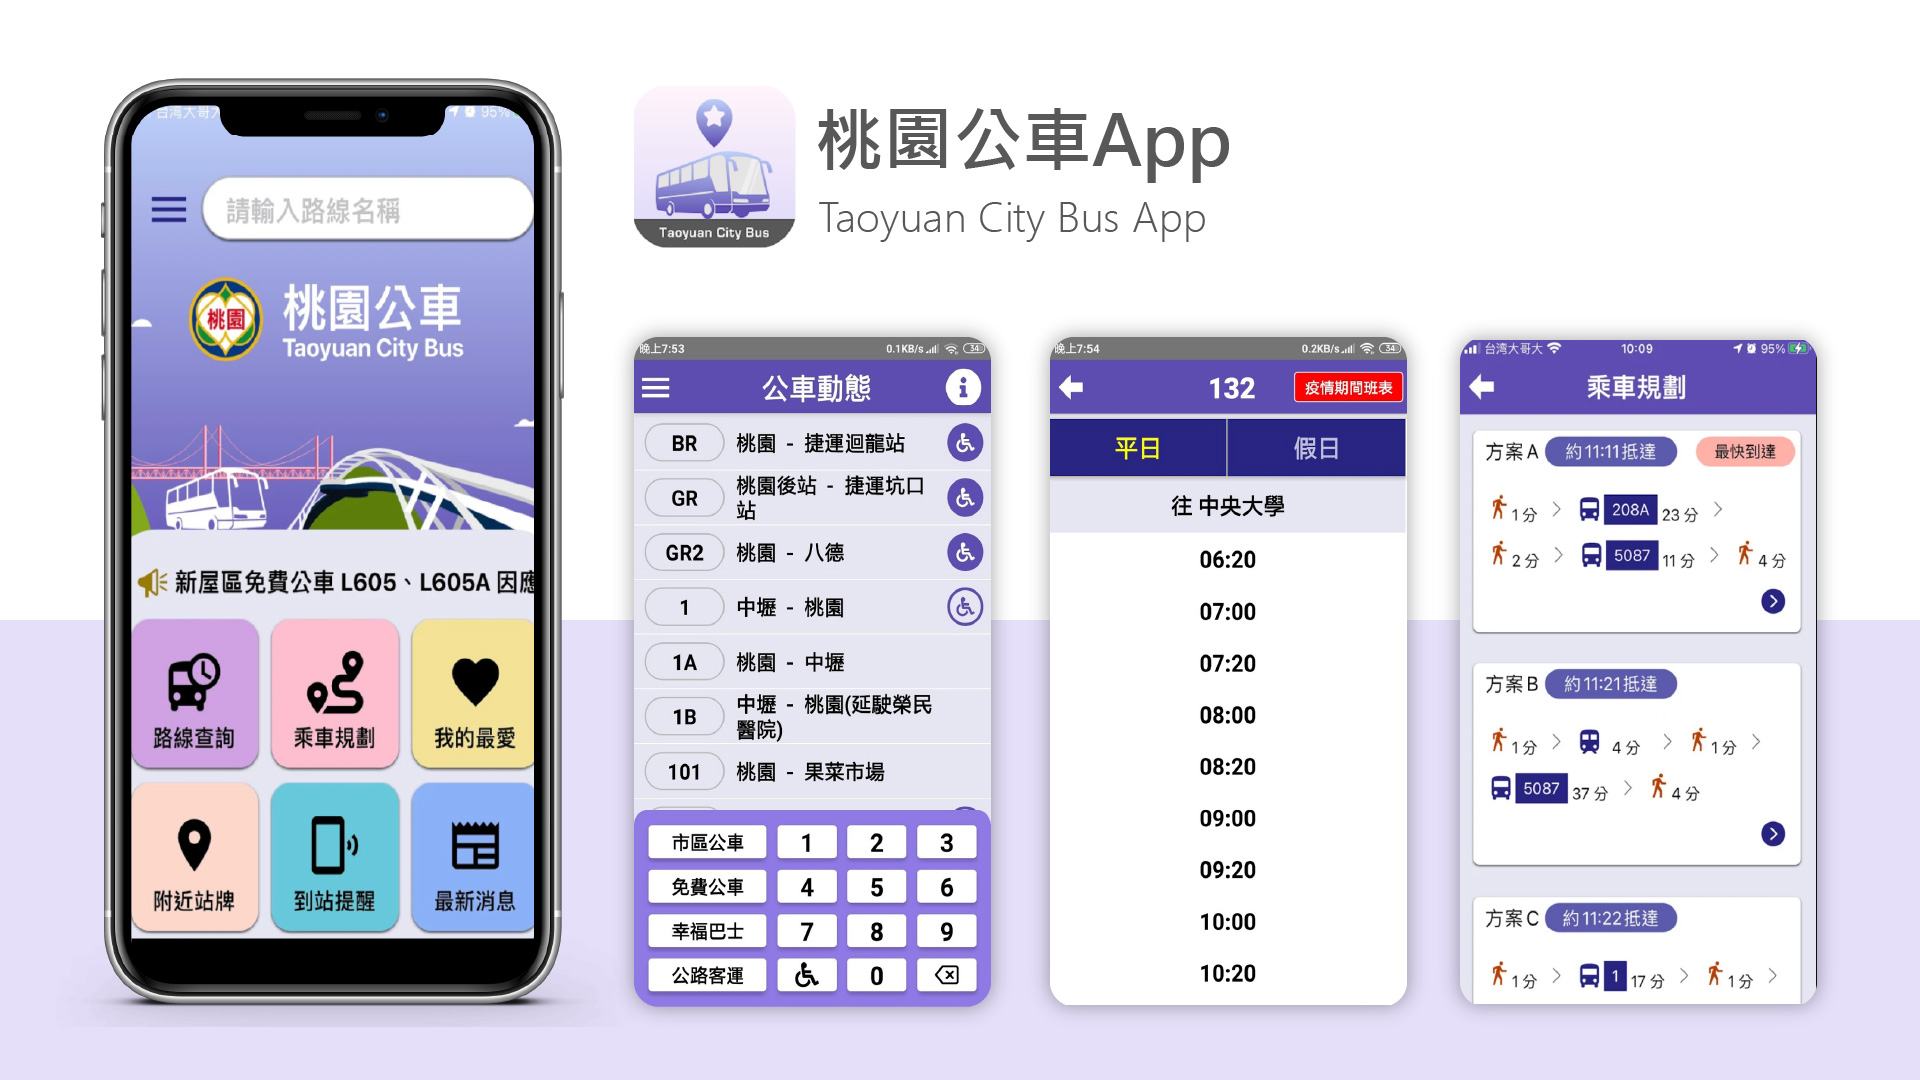 台湾大哥大
95%
請輸入路線名稱
桃園
桃園公車
Taoyuan City Bus
新屋區免費公車 L605、L605A 因應
路線查詢
乘車規劃
我的最愛
附近站牌
到站提醒
最新消息
Taoyuan City Bus
桃園公車App
Taoyuan City Bus App
晚上7:53
0.1KB/s
34
公車動態
BR
桃園 - 捷運迴龍站
GR
桃園後站 - 捷運坑口
站
GR2
桃園 - 八德
1
中壢 - 桃園
1A
桃園 - 中壢
1B
中壢 - 桃園(延駛榮民
醫院)
101
桃園 - 果菜市場
市區公車 1 2 3
免費公車 4 5 6
幸福巴士 7 8 9
公路客運 0
晚上7:54
0.2KB/s
34
132
疫情期間班表
平日
假日
往 中央大學
06:20
07:00
07:20
08:00
08:20
09:00
09:20
10:00
10:20
台湾大哥大
10:09
95%
乘車規劃
方案A 約11:11抵達 最快到達
1分 > 208A 23分 >
2分 > 5087 11分 > 4分
方案B 約11:21抵達
1分 > 4分 > 1分 >
5087 37分 > 4分
方案C 約11:22抵達
1分 > 1 17分 > 1分 >